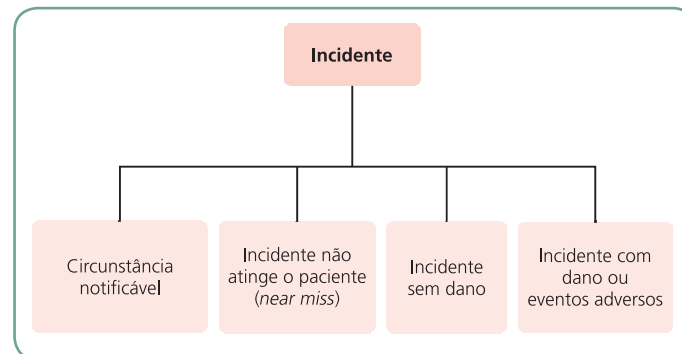 Incidente
Circunstância
notificável
Incidente não
atinge o paciente
(near miss)
Incidente
sem dano
Incidente com
dano ou
eventos adversos